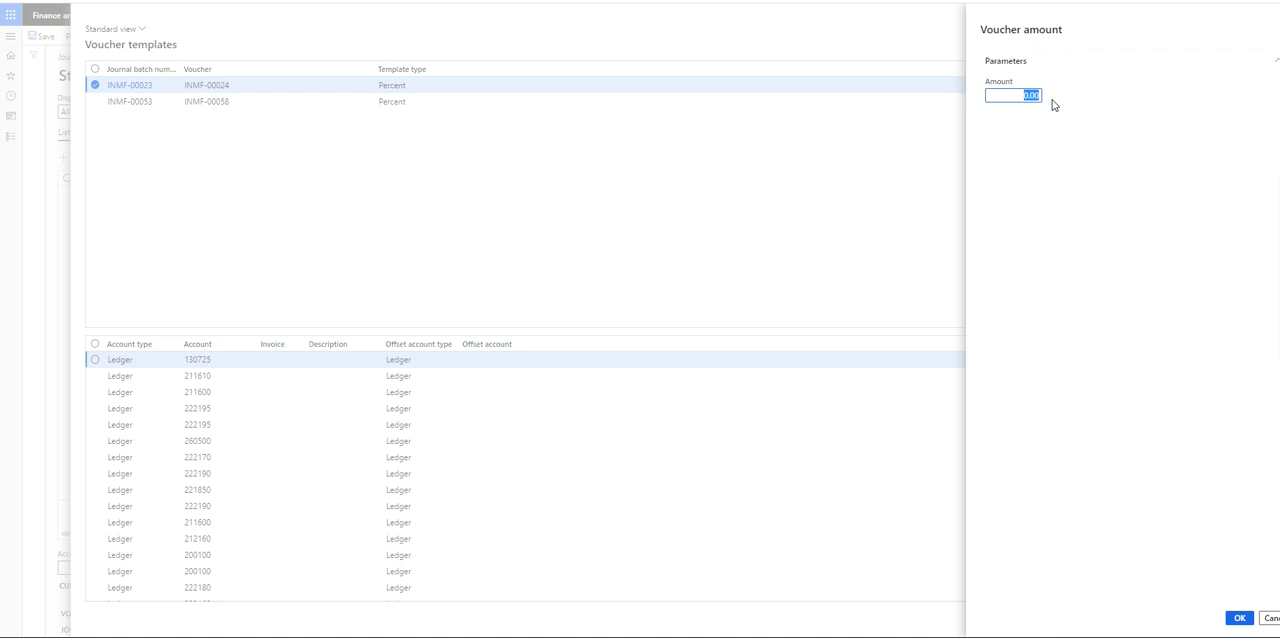 Finance an
Save
Standard view
Voucher templates
Journal batch num... Voucher Template type
INMF-00023 INMF-00024 Percent
INMF-00053 INMF-00058 Percent
Account type Account Invoice Description Offset account type Offset account
Ledger 130725 Ledger
Ledger 211610 Ledger
Ledger 211600 Ledger
Ledger 222195 Ledger
Ledger 222195 Ledger
Ledger 260500 Ledger
Ledger 222170 Ledger
Ledger 222190 Ledger
Ledger 221850 Ledger
Ledger 222190 Ledger
Ledger 211600 Ledger
Ledger 212160 Ledger
Ledger 200100 Ledger
Ledger 200100 Ledger
Ledger 222180 Ledger
Voucher amount
Parameters
Amount
0.00
OK Canc